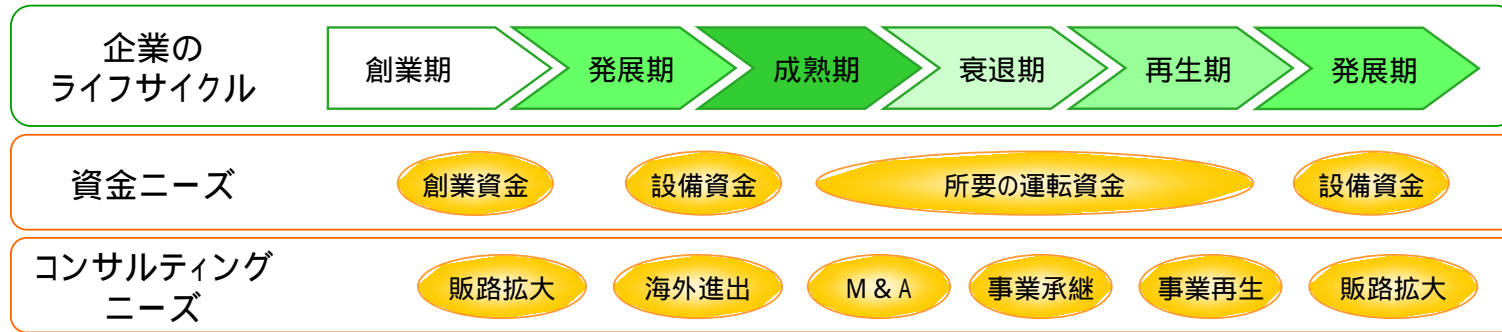 企業の
ライフサイクル
創業期 発展期 成熟期 衰退期 再生期 発展期
資金ニーズ
創業資金 設備資金 所要の運転資金 設備資金
コンサルティング
ニーズ
販路拡大 海外進出 M&A 事業承継 事業再生 販路拡大